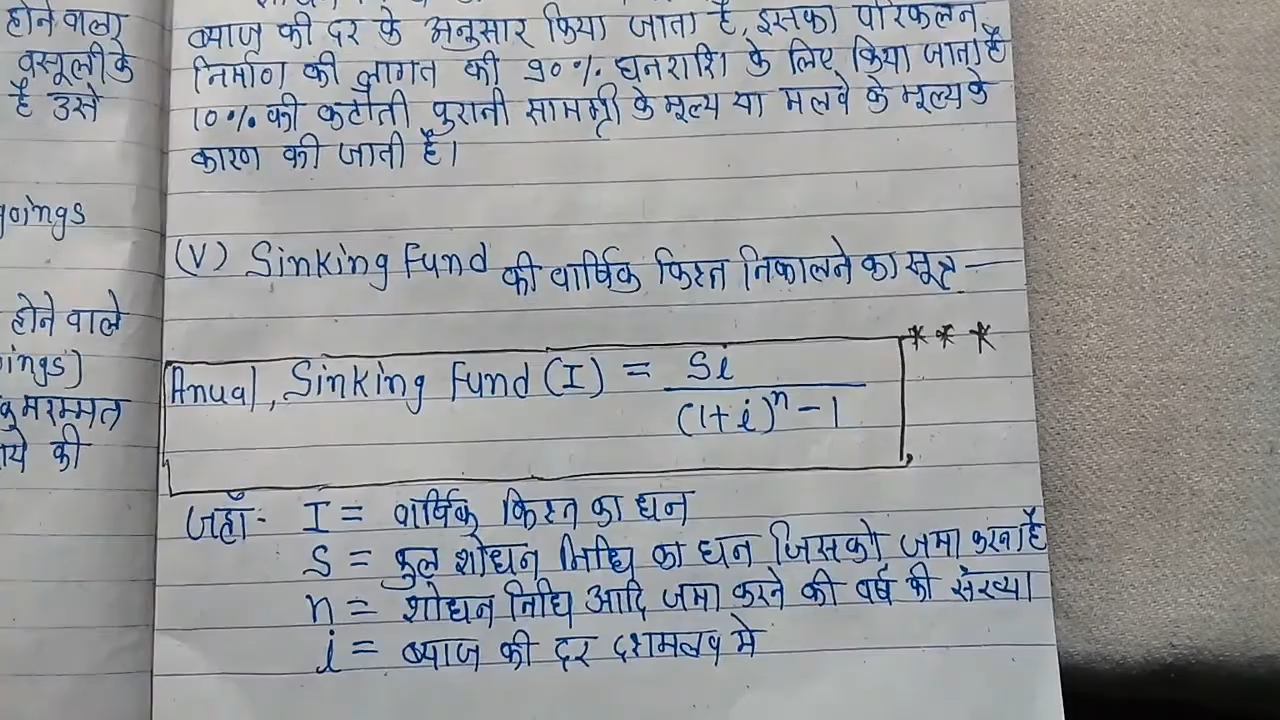 होने वाला
वसूली के
है उसे
goings
होने वाले
ings)
मरम्मत
की
ब्याज की दर के अनुसार किया जाता है, इसका परिकलन
निर्माण की लागत की 90% धनराशि के लिए किया जाता है
10% की कटौती पुरानी सामग्री के मूल्य या मलवे के मूल्य के
कारण की जाती है।
(V) Sinking Fund की वार्षिक किस्त निकालने का सूत्र —
Anual, Sinking Fund (I) = Si / (1+i)^n - 1 ***
जहाँ - I = वार्षिक किस्त का धन
S = कुल शोधन निधि का धन जिसको जमा करना है
n = शोधन निधि आदि जमा करने की वर्ष की संख्या
i = ब्याज की दर दशमलव मे